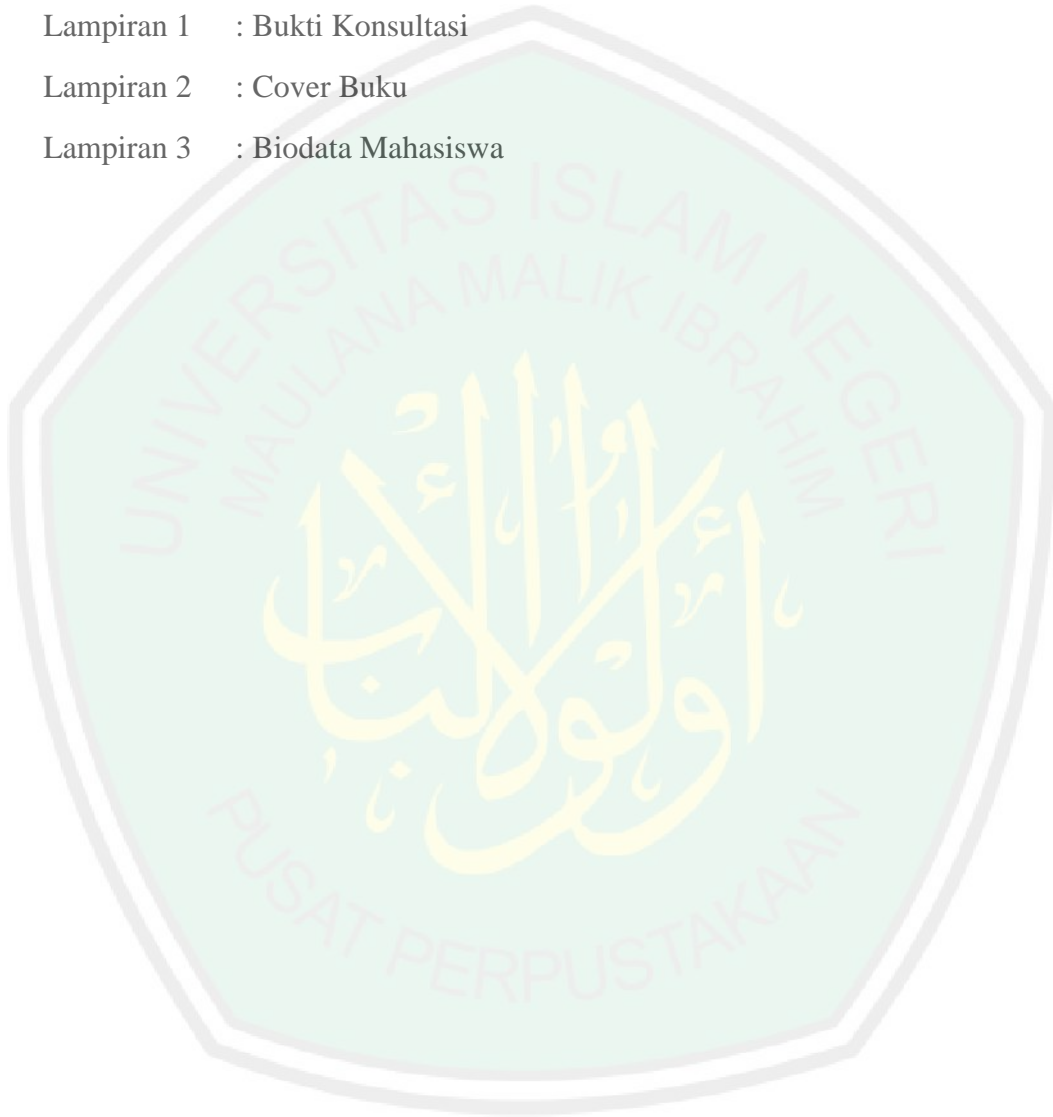 Lampiran 1 : Bukti Konsultasi
Lampiran 2 : Cover Buku
Lampiran 3 : Biodata Mahasiswa
UNIVERSITAS ISLAM NEGERI
MAULANA MALIK IBRAHIM
أولوا الألباب
PUSAT PERPUSTAKAAN